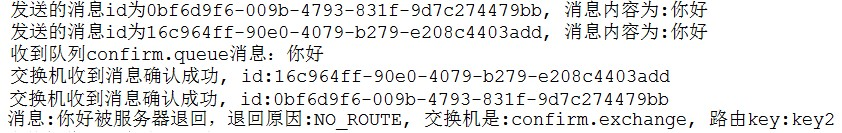 发送的消息id为0bf6d9f6-009b-4793-831f-9d7c274479bb, 消息内容为:你好
发送的消息id为16c964ff-90e0-4079-b279-e208c4403add, 消息内容为:你好
收到队列confirm.queue消息：你好
交换机收到消息确认成功, id:16c964ff-90e0-4079-b279-e208c4403add
交换机收到消息确认成功, id:0bf6d9f6-009b-4793-831f-9d7c274479bb
消息:你好被服务器退回，退回原因:NO_ROUTE, 交换机是:confirm.exchange, 路由key:key2